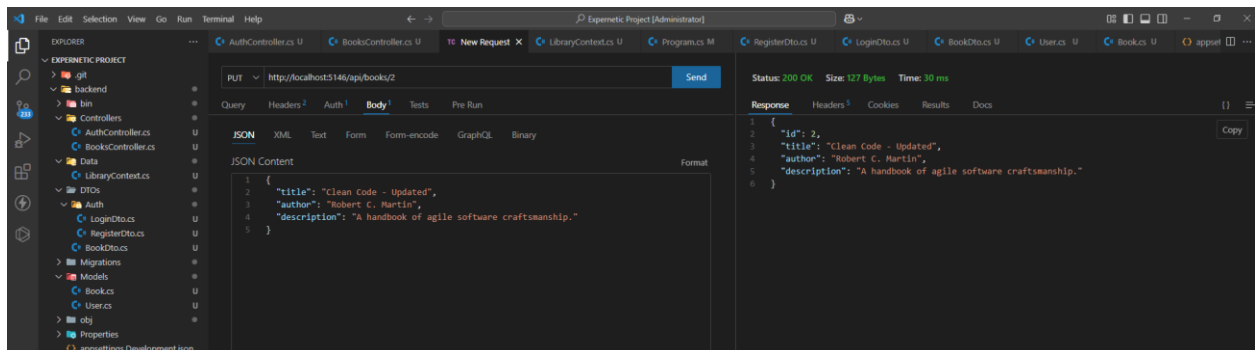 File Edit Selection View Go Run Terminal Help
Expernetic Project [Administrator]
EXPLORER
AuthController.cs U
BooksController.cs U
TC New Request
LibraryContext.cs U
Program.cs M
RegisterDto.cs U
LoginDto.cs U
BookDto.cs U
User.cs U
Book.cs U
appset
EXPERNETIC PROJECT
.git
backend
bin
Controllers
AuthController.cs U
BooksController.cs U
Data
LibraryContext.cs U
DTOs
Auth
LoginDto.cs U
RegisterDto.cs U
BookDto.cs U
Migrations
Models
Book.cs U
User.cs U
obj
Properties
appsettings.Development.json
233
PUT http://localhost:5146/api/books/2 Send
Query Headers 2 Auth 1 Body 1 Tests Pre Run
JSON XML Text Form Form-encode GraphQL Binary
JSON Content Format
1 {
2 "title": "Clean Code - Updated",
3 "author": "Robert C. Martin",
4 "description": "A handbook of agile software craftsmanship."
5 }
Status: 200 OK Size: 127 Bytes Time: 30 ms
Response Headers 5 Cookies Results Docs { }
Copy
1 {
2 "id": 2,
3 "title": "Clean Code - Updated",
4 "author": "Robert C. Martin",
5 "description": "A handbook of agile software craftsmanship."
6 }